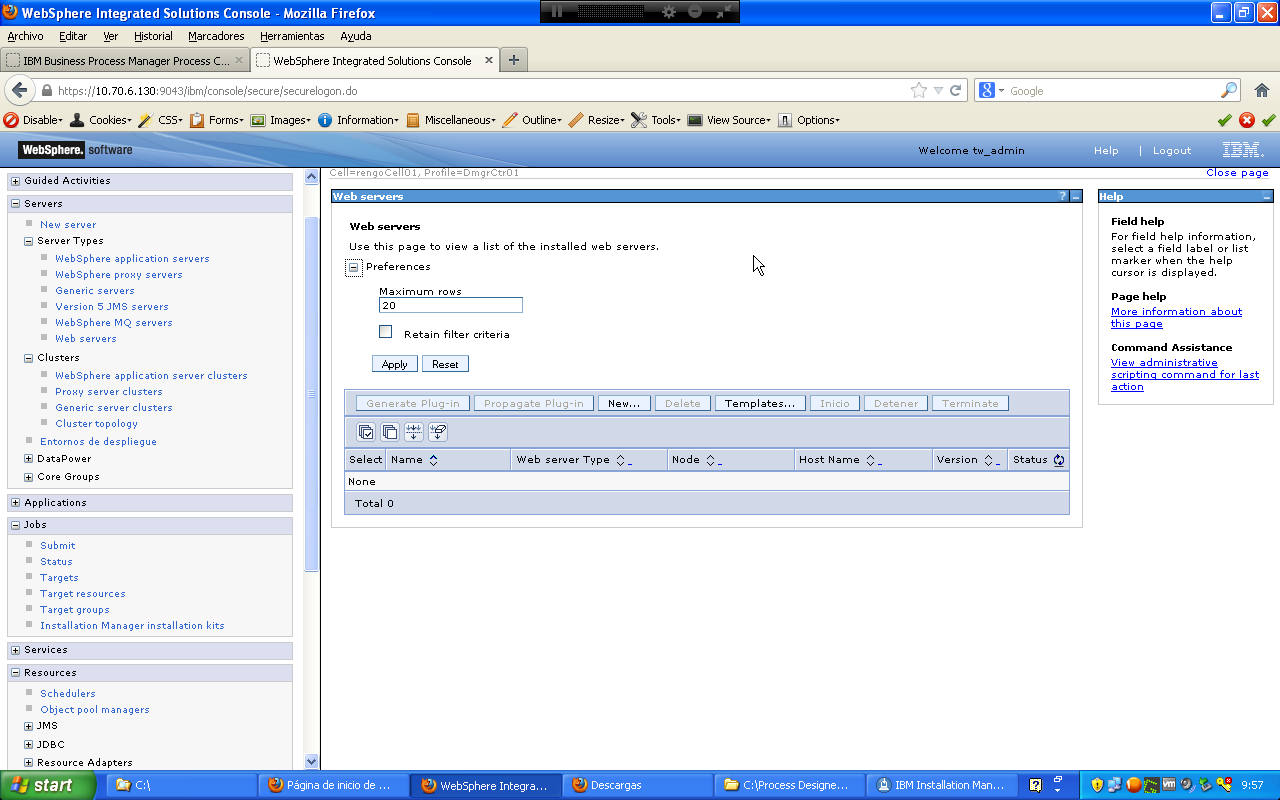 WebSphere Integrated Solutions Console - Mozilla Firefox
Archivo Editar Ver Historial Marcadores Herramientas Ayuda
IBM Business Process Manager Process C... WebSphere Integrated Solutions Console
https://10.70.6.130:9043/ibm/console/secure/securelogon.do Google
Disable Cookies CSS Forms Images Information Miscellaneous Outline Resize Tools View Source Options
WebSphere. software Welcome tw_admin Help | Logout IBM.
Guided Activities
Servers
New server
Server Types
WebSphere application servers
WebSphere proxy servers
Generic servers
Version 5 JMS servers
WebSphere MQ servers
Web servers
Clusters
WebSphere application server clusters
Proxy server clusters
Generic server clusters
Cluster topology
Entornos de despliegue
DataPower
Core Groups
Applications
Jobs
Submit
Status
Targets
Target resources
Target groups
Installation Manager installation kits
Services
Resources
Schedulers
Object pool managers
JMS
JDBC
Resource Adapters
Cell=rengoCell01, Profile=DmgrCtr01 Close page
Web servers ?
Web servers
Use this page to view a list of the installed web servers.
Preferences
Maximum rows
20
Retain filter criteria
Apply Reset
Generate Plug-in Propagate Plug-in New... Delete Templates... Inicio Detener Terminate
Select Name Web server Type Node Host Name Version Status
None
Total 0
Help
Field help
For field help information,
select a field label or list
marker when the help
cursor is displayed.
Page help
More information about
this page
Command Assistance
View administrative
scripting command for last
action
start C:\ Página de inicio de ... WebSphere Integra... Descargas C:\Process Designe... IBM Installation Man... 9:57